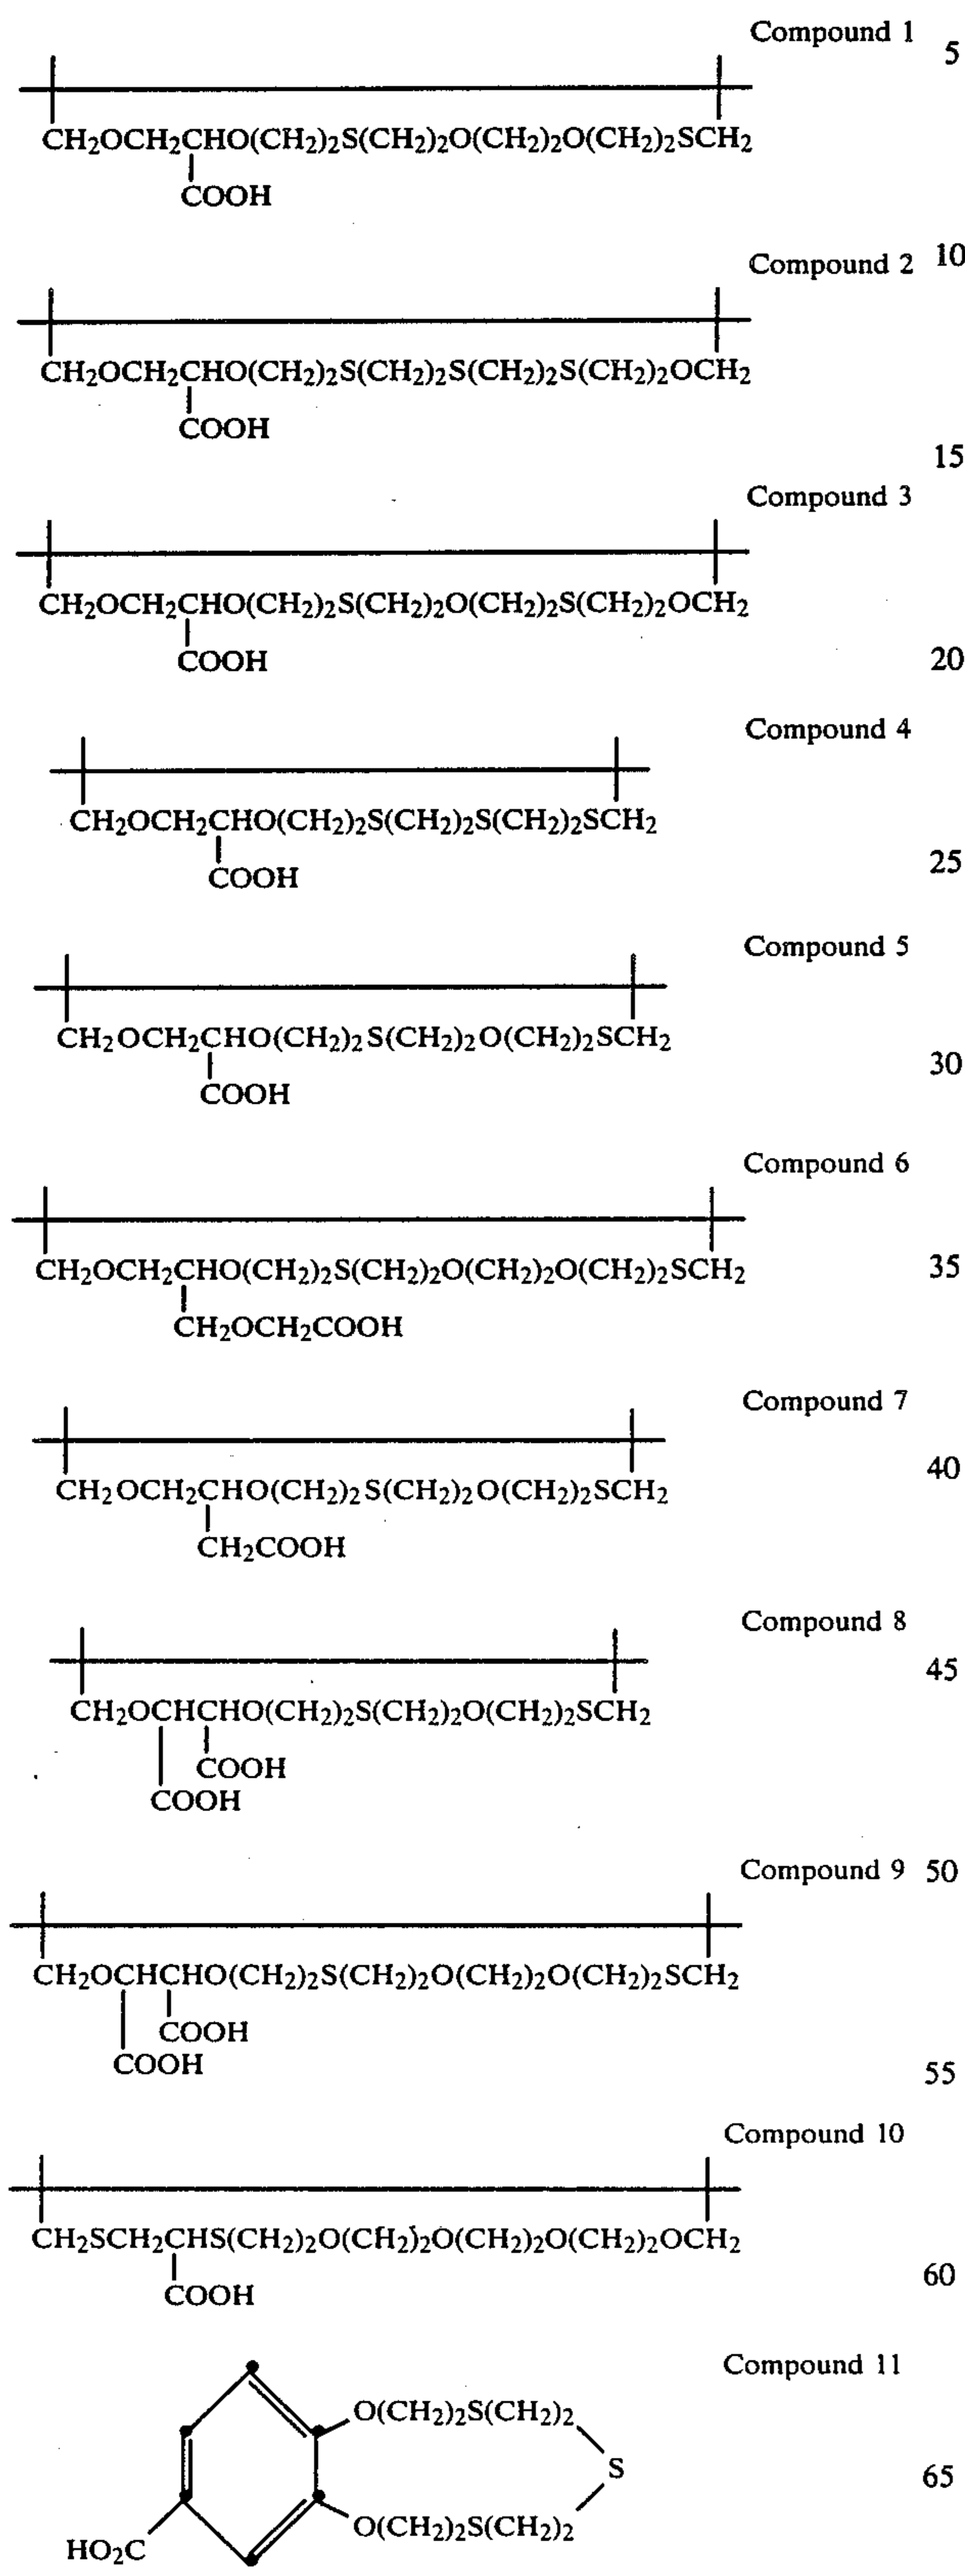 Compound 1 5
CH2OCH2CHO(CH2)2S(CH2)2O(CH2)2O(CH2)2SCH2
COOH
Compound 2 10
CH2OCH2CHO(CH2)2S(CH2)2S(CH2)2S(CH2)2OCH2
COOH
15
Compound 3
CH2OCH2CHO(CH2)2S(CH2)2O(CH2)2S(CH2)2OCH2
COOH
20
Compound 4
CH2OCH2CHO(CH2)2S(CH2)2S(CH2)2SCH2
25
COOH
Compound 5
CH2OCH2CHO(CH2)2S(CH2)2O(CH2)2SCH2
30
COOH
Compound 6
CH2OCH2CHO(CH2)2S(CH2)2O(CH2)2O(CH2)2SCH2 35
CH2OCH2COOH
Compound 7
40
CH2OCH2CHO(CH2)2S(CH2)2O(CH2)2SCH2
CH2COOH
Compound 8
45
CH2OCHCHO(CH2)2S(CH2)2O(CH2)2SCH2
COOH
COOH
Compound 9 50
CH2OCHCHO(CH2)2S(CH2)2O(CH2)2O(CH2)2SCH2
COOH
COOH
55
Compound 10
CH2SCH2CHS(CH2)2O(CH2)2O(CH2)2O(CH2)2OCH2
60
COOH
Compound 11
O(CH2)2S(CH2)2
S
65
O(CH2)2S(CH2)2
HO2C